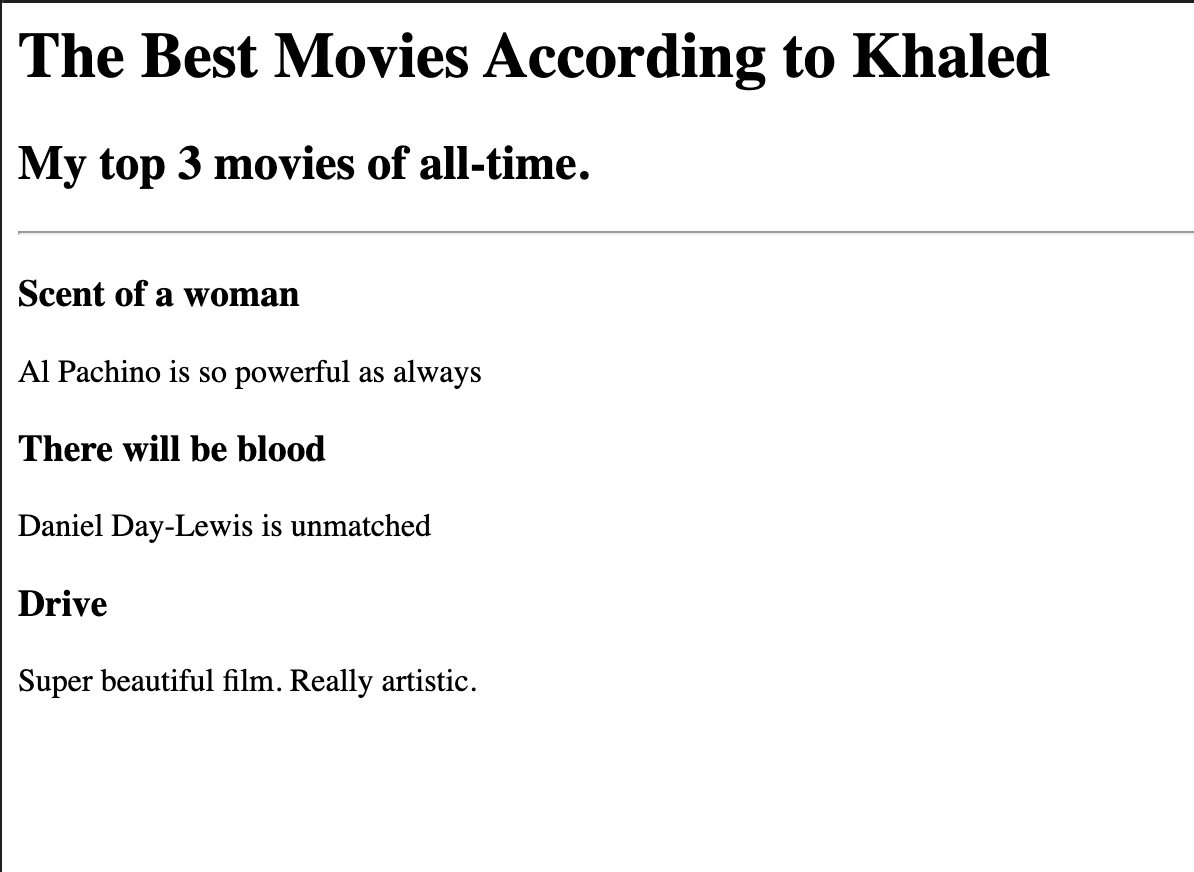 The Best Movies According to Khaled
My top 3 movies of all-time.
Scent of a woman
Al Pachino is so powerful as always
There will be blood
Daniel Day-Lewis is unmatched
Drive
Super beautiful film. Really artistic.